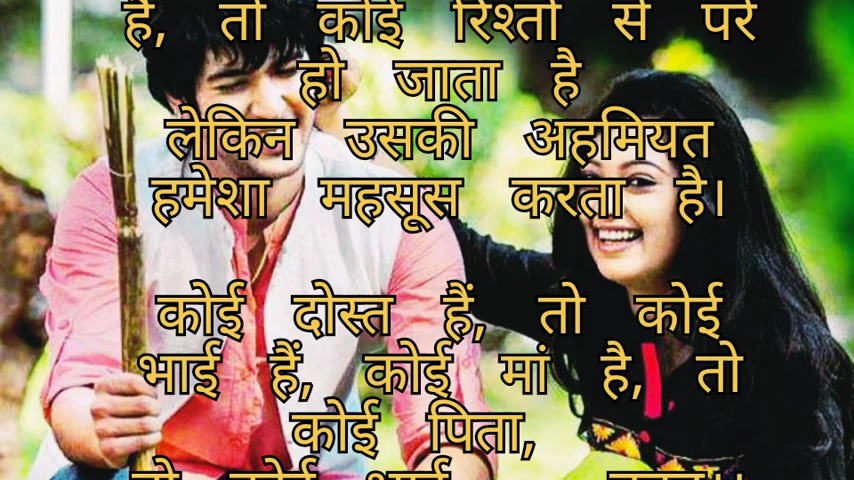 है, तो कोई रिश्तों से परे
हो जाता है
लेकिन उसकी अहमियत
हमेशा महसूस करता है।
कोई दोस्त हैं, तो कोई
भाई हैं, कोई मां है, तो
कोई पिता,
तो कोई भाई